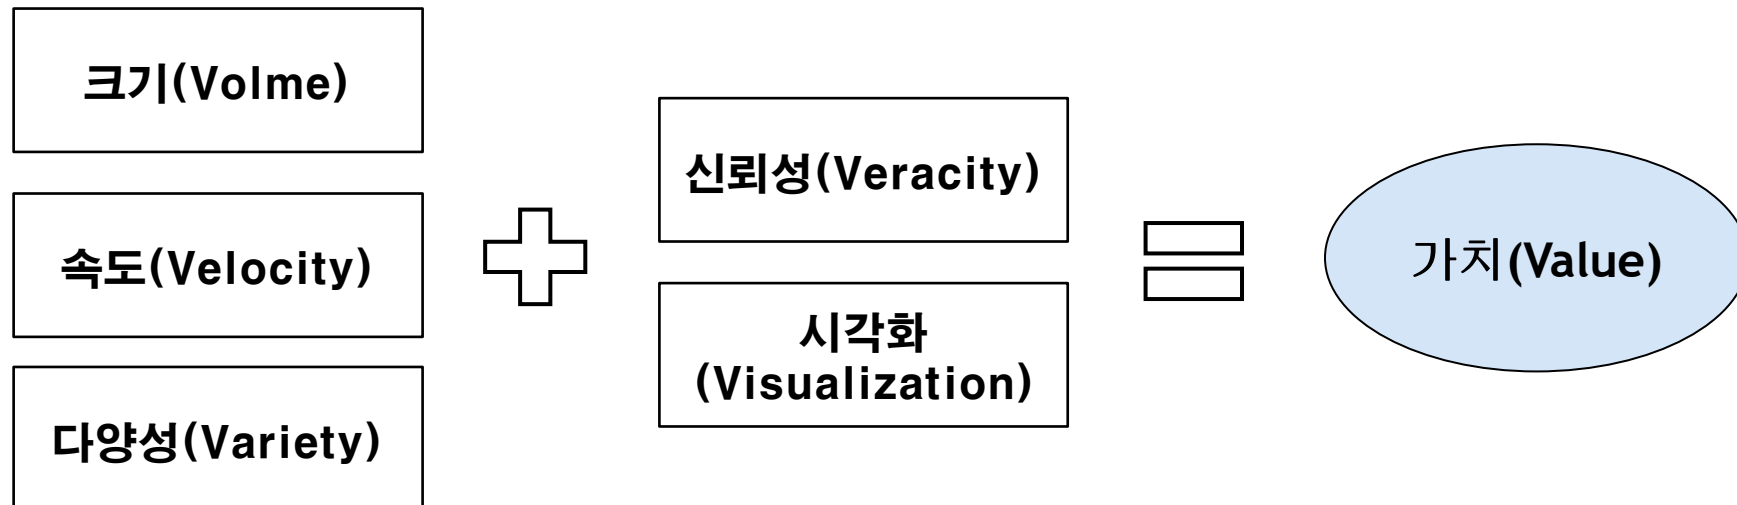 크기(Volme)
속도(Velocity)
다양성(Variety)
신뢰성(Veracity)
시각화
(Visualization)
가치(Value)